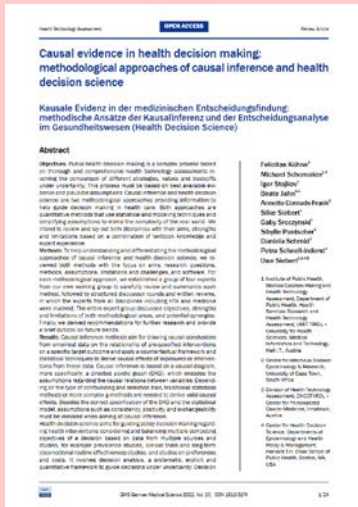 Health Technology Assessment
OPEN ACCESS
Review Article
Causal evidence in health decision making:
methodological approaches of causal inference and health
decision science
Kausale Evidenz in der medizinischen Entscheidungsfindung:
methodische Ansätze der Kausalinferenz und der Entscheidungsanalyse
im Gesundheitswesen (Health Decision Science)
Abstract
Objectives: Public health decision making is a complex process based
on thorough and comprehensive health technology assessments in-
volving the comparison of different strategies, values and tradeoffs
under uncertainty. This process must be based on best available evi-
dence and plausible assumptions. Causal inference and health decision
science are two methodological approaches providing information to
help guide decision making in health care. Both approaches are
quantitative methods that use statistical and modeling techniques and
simplifying assumptions to mimic the complexity of the real world. We
intend to review and lay out both disciplines with their aims, strengths
and limitations based on a combination of textbook knowledge and
expert experience.
Methods: To help understanding and differentiating the methodological
approaches of causal inference and health decision science, we re-
viewed both methods with the focus on aims, research questions,
methods, assumptions, limitations and challenges, and software. For
each methodological approach, we established a group of four experts
from our own working group to carefully review and summarize each
method, followed by structured discussion rounds and written reviews,
in which the experts from all disciplines including HTA and medicine
were involved. The entire expert group discussed objectives, strengths
and limitations of both methodological areas, and potential synergies.
Finally, we derived recommendations for further research and provide
a brief outlook on future trends.
Results: Causal inference methods aim for drawing causal conclusions
from empirical data on the relationship of pre-specified interventions
on a specific target outcome and apply a counterfactual framework and
statistical techniques to derive causal effects of exposures or interven-
tions from these data. Causal inference is based on a causal diagram,
more specifically a directed acyclic graph (DAG), which encodes the
assumptions regarding the causal relations between variables. Depend-
ing on the type of confounding and selection bias, traditional statistical
methods or more complex g-methods are needed to derive valid causal
effects. Besides the correct specification of the DAG and the statistical
model, assumptions such as consistency, positivity, and exchangeability
must be checked when aiming at causal inference.
Health decision science aims for guiding policy decision making regard-
ing health interventions considering and balancing multiple competing
objectives of a decision based on data from multiple sources and
studies, for example prevalence studies, clinical trials and long-term
observational routine effectiveness studies, and studies on preferences
and costs. It involves decision analysis, a systematic, explicit and
quantitative framework to guide decisions under uncertainty. Decision
Felicitas Kühne
Michael Schomaker
Igor Stojkov
Beate Jahn
Annette Conrads-Frank
Silke Siebert
Gaby Sroczynski
Sibylle Puntscher
Daniela Schmid
Petra Schnell-Inderst
Uwe Siebert
1 Institute of Public Health,
Medical Decision Making and
Health Technology
Assessment, Department of
Public Health, Health
Services Research and
Health Technology
Assessment, UMIT TIROL –
University for Health
Sciences, Medical
Informatics and Technology,
Hall i.T., Austria
2 Centre for Infectious Disease
Epidemiology & Research,
University of Cape Town,
South Africa
3 Division of Health Technology
Assessment, ONCOTYROL –
Center for Personalized
Cancer Medicine, Innsbruck,
Austria
4 Center for Health Decision
Science, Departments of
Epidemiology and Health
Policy & Management,
Harvard T.H. Chan School of
Public Health, Boston, MA,
USA